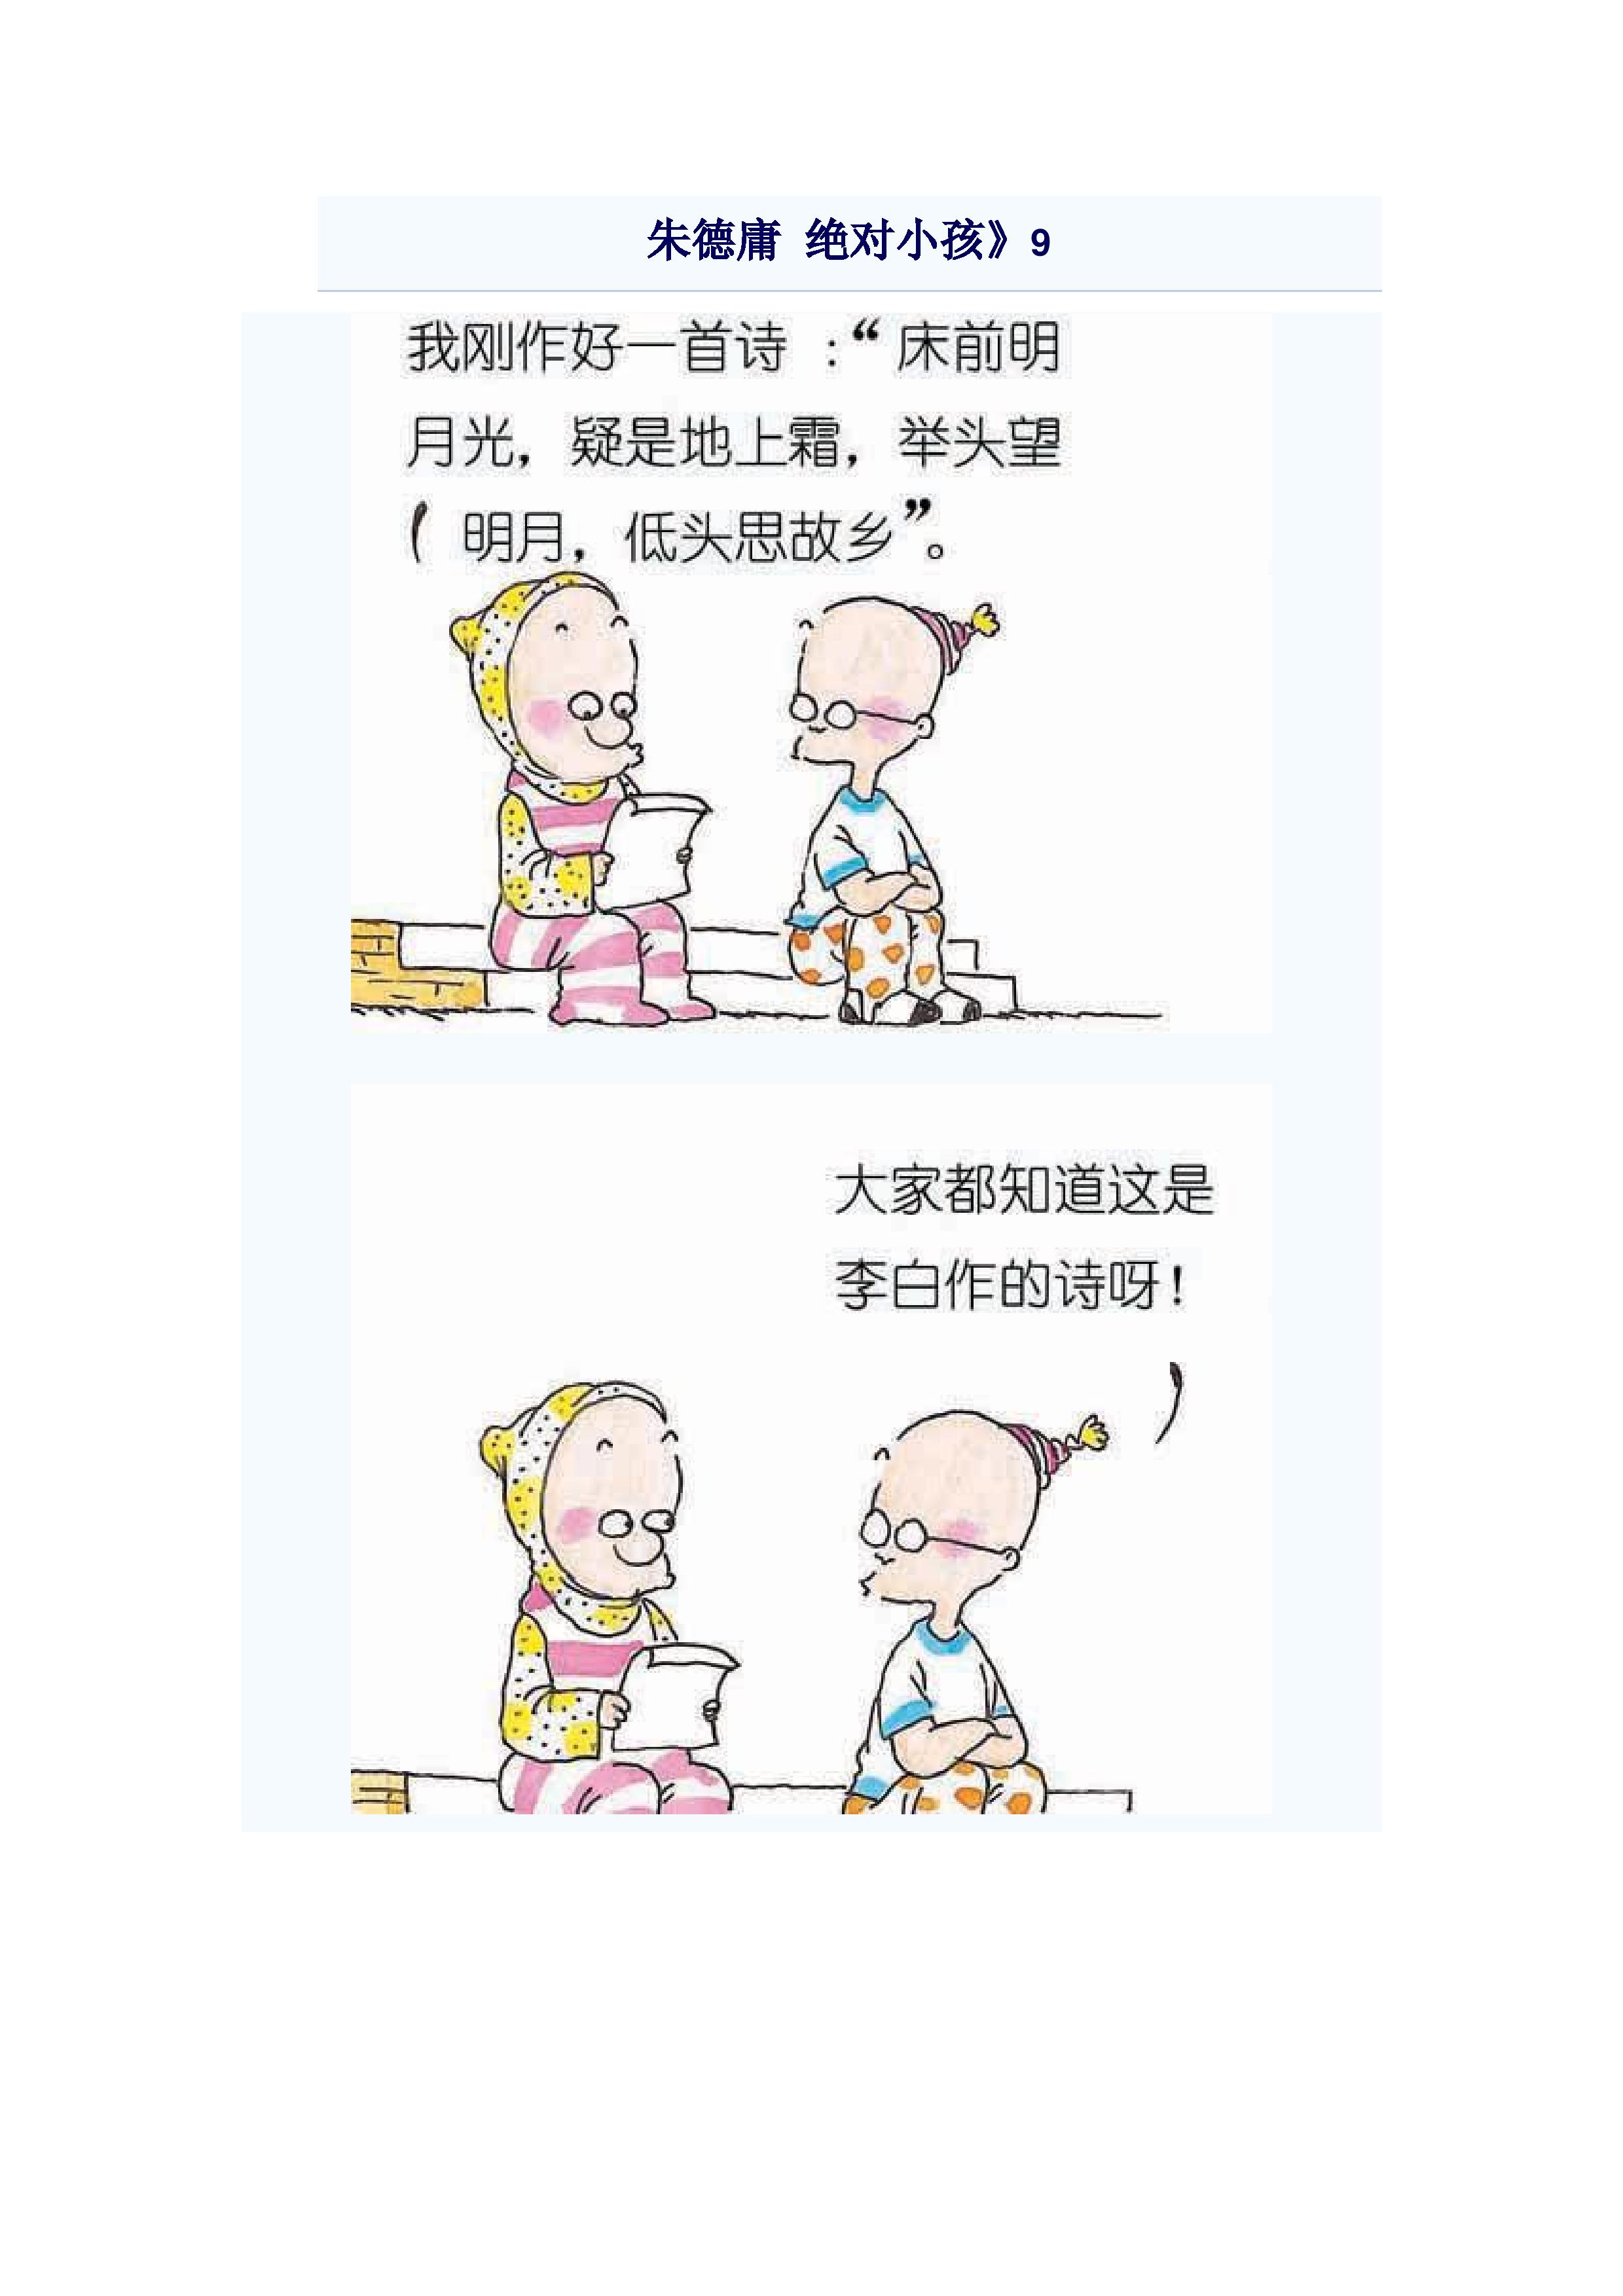 朱德庸 绝对小孩》9
我刚作好一首诗 :“床前明
月光，疑是地上霜，举头望
明月，低头思故乡”。
大家都知道这是
李白作的诗呀！